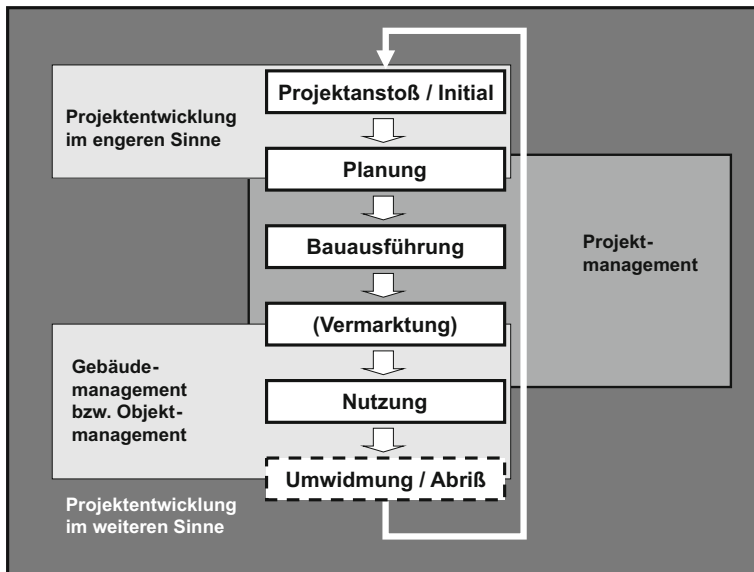 Projektanstoß / Initial
Projektentwicklung
im engeren Sinne
Planung
Bauausführung
Projekt-
management
(Vermarktung)
Gebäude-
management
bzw. Objekt-
management
Nutzung
Umwidmung / Abriß
Projektentwicklung
im weiteren Sinne